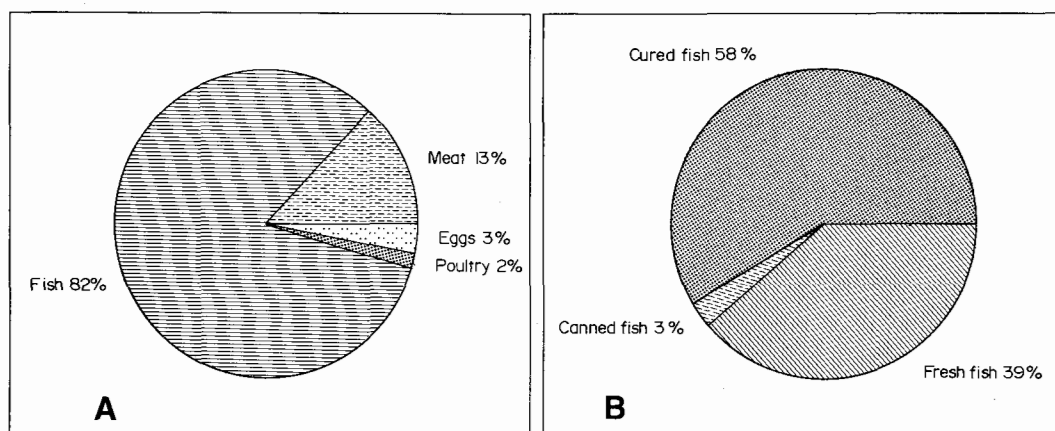 Meat 13%
Eggs 3%
Poultry 2%
Fish 82%
A
Cured fish 58%
Canned fish 3%
Fresh fish 39%
B